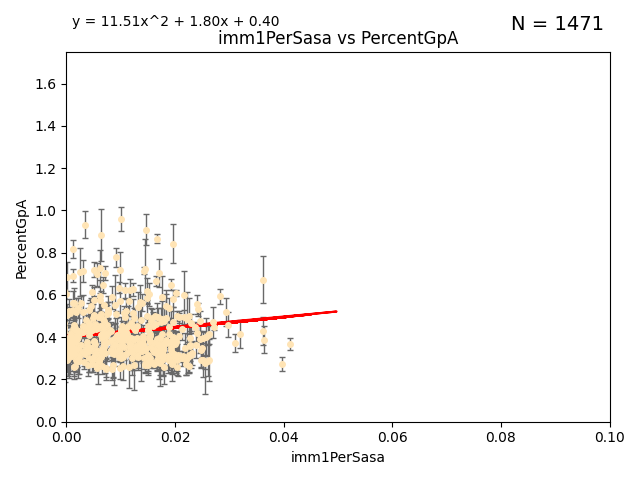 y = 11.51x^2 + 1.80x + 0.40
N = 1471
imm1PerSasa vs PercentGpA
1.6
1.4
1.2
1.0
0.8
0.6
0.4
0.2
0.0
PercentGpA
0.00 0.02 0.04 0.06 0.08 0.10
imm1PerSasa